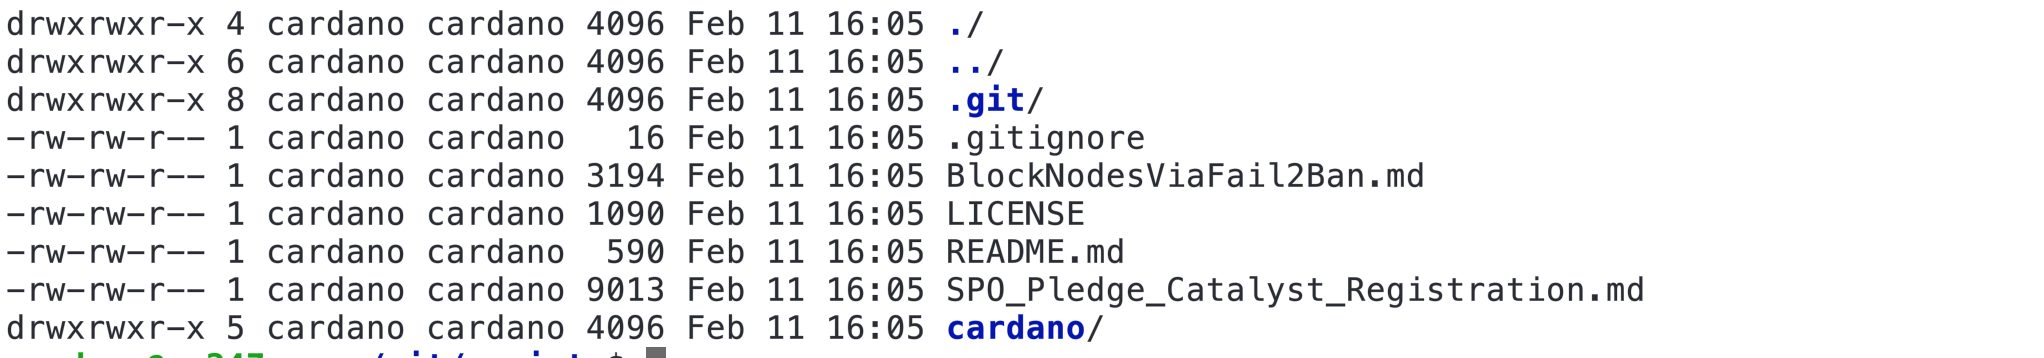 drwxrwxr-x 4 cardano cardano 4096 Feb 11 16:05 ./
drwxrwxr-x 6 cardano cardano 4096 Feb 11 16:05 ../
drwxrwxr-x 8 cardano cardano 4096 Feb 11 16:05 .git/
-rw-rw-r-- 1 cardano cardano   16 Feb 11 16:05 .gitignore
-rw-rw-r-- 1 cardano cardano 3194 Feb 11 16:05 BlockNodesViaFail2Ban.md
-rw-rw-r-- 1 cardano cardano 1090 Feb 11 16:05 LICENSE
-rw-rw-r-- 1 cardano cardano  590 Feb 11 16:05 README.md
-rw-rw-r-- 1 cardano cardano 9013 Feb 11 16:05 SPO_Pledge_Catalyst_Registration.md
drwxrwxr-x 5 cardano cardano 4096 Feb 11 16:05 cardano/